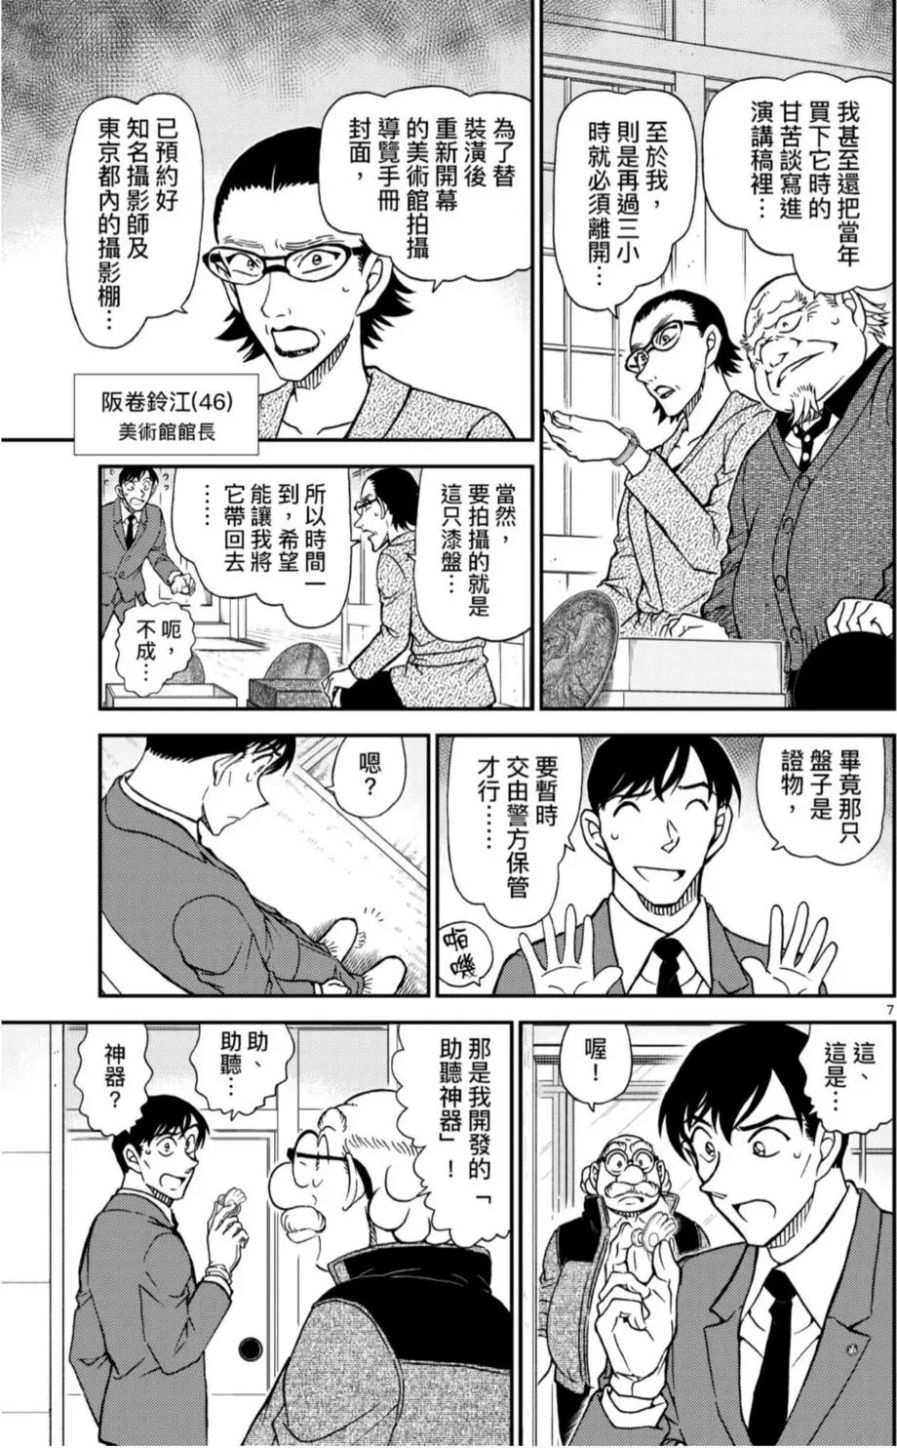 我甚至還把當年
買下它時的
甘苦談寫進
演講稿裡…
至於我，
則是再過三小
時就必須離開…
為了替
裝潢後
重新開幕
的美術館拍攝
導覽手冊
封面，
已預約好
知名攝影師及
東京都內的攝影棚…
阪卷鈴江(46)
美術館館長
當然，
要拍攝的就是
這只漆盤…
所以時間一
到，希望
能讓我將
它帶回去
……
呃，
不成…
畢竟那只
盤子是
證物，
要暫時
交由警方保管
才行……
啪嘰
嗯？
7
這、
這是…
喔！
那是我開發的「
助聽神器」！
助、
助聽…
神器？